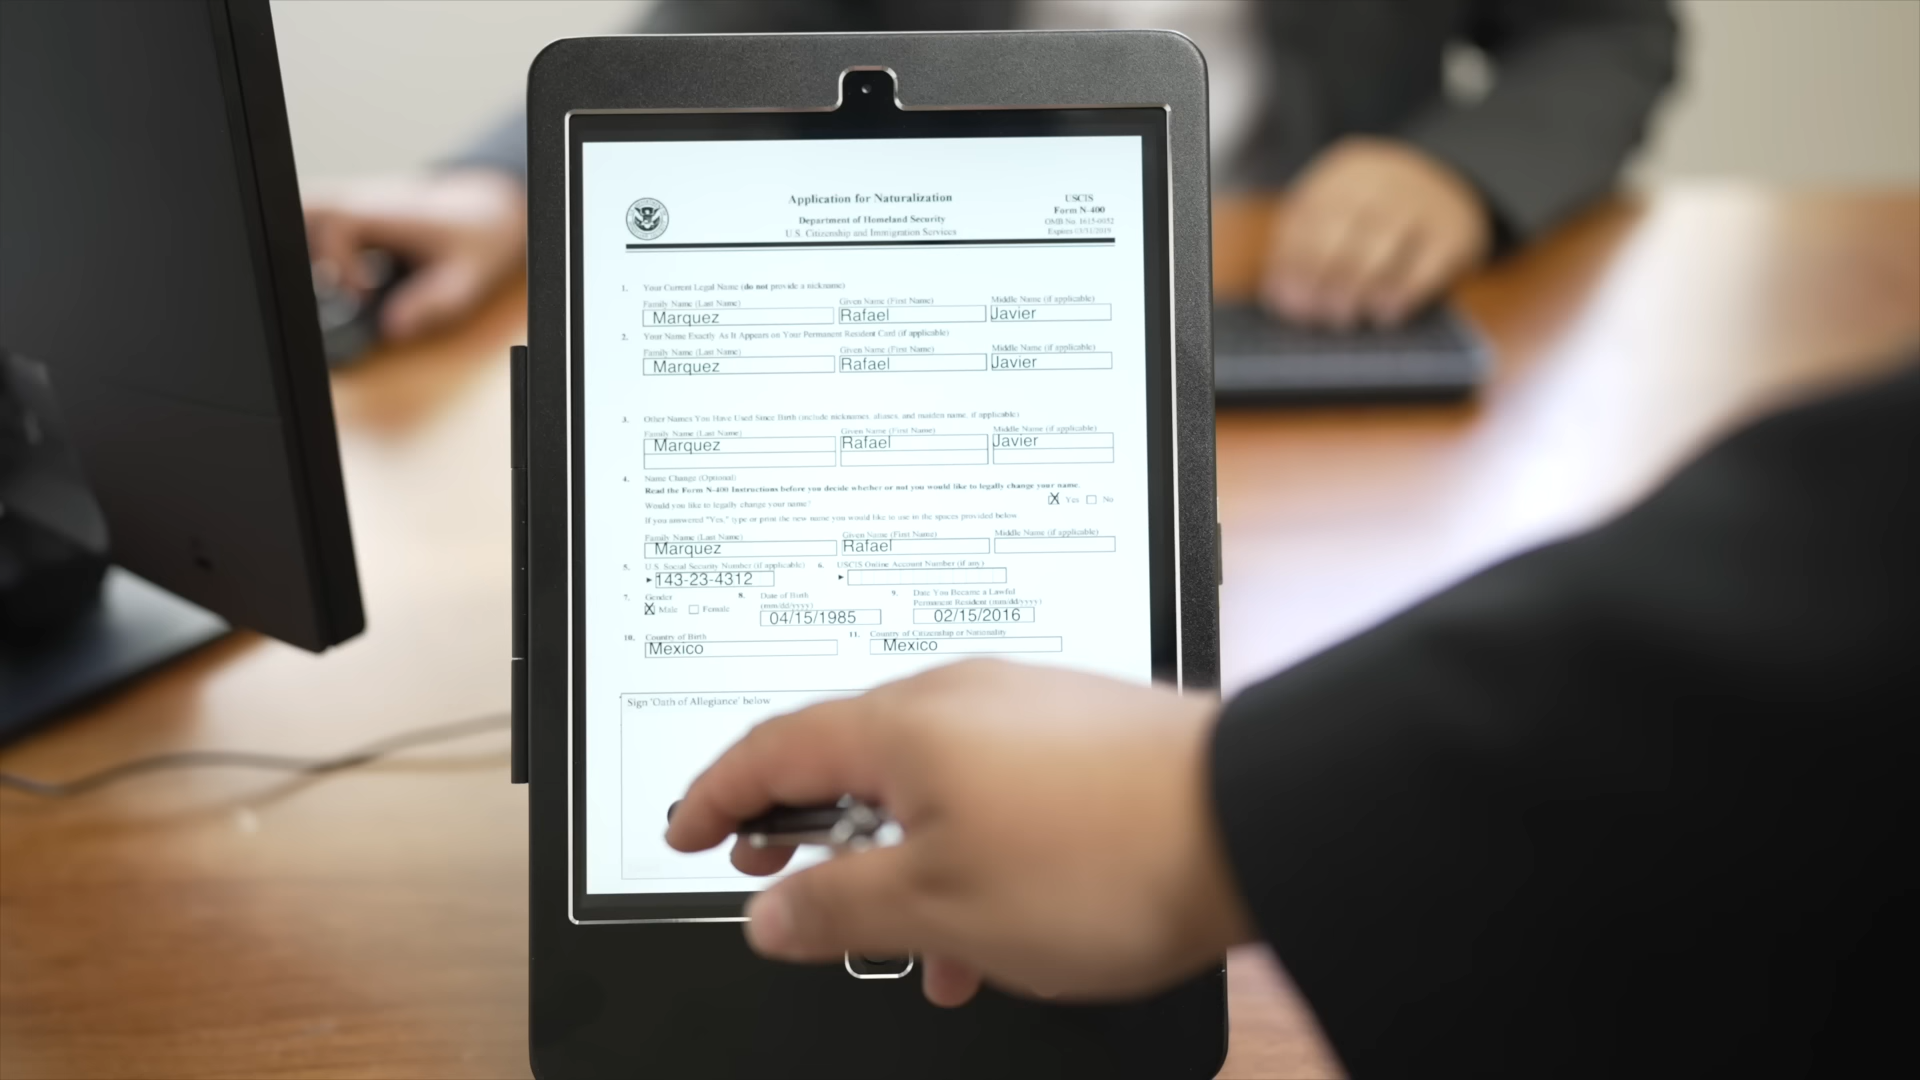 Application for Naturalization
Department of Homeland Security
U.S. Citizenship and Immigration Services
USCIS
Form N-400
OMB No. 1615-0052
Expires 03/31/2019
1. Your Current Legal Name (do not provide a nickname)
Family Name (Last Name) Given Name (First Name) Middle Name (if applicable)
Marquez Rafael Javier
2. Your Name Exactly As It Appears on Your Permanent Resident Card (if applicable)
Family Name (Last Name) Given Name (First Name) Middle Name (if applicable)
Marquez Rafael Javier
3. Other Names You Have Used Since Birth (include nicknames, aliases, and maiden name, if applicable)
Family Name (Last Name) Given Name (First Name) Middle Name (if applicable)
Marquez Rafael Javier
4. Name Change (Optional)
Read the Form N-400 Instructions before you decide whether or not you would like to legally change your name.
Would you like to legally change your name? X Yes No
If you answered "Yes," type or print the new name you would like to use in the spaces provided below
Family Name (Last Name) Given Name (First Name) Middle Name (if applicable)
Marquez Rafael
5. U.S. Social Security Number (if applicable) 6. USCIS Online Account Number (if any)
143-23-4312
7. Gender 8. Date of Birth 9. Date You Became a Lawful
X Male Female (mm/dd/yyyy) Permanent Resident (mm/dd/yyyy)
04/15/1985 02/15/2016
10. Country of Birth 11. Country of Citizenship or Nationality
Mexico Mexico
Sign 'Oath of Allegiance' below